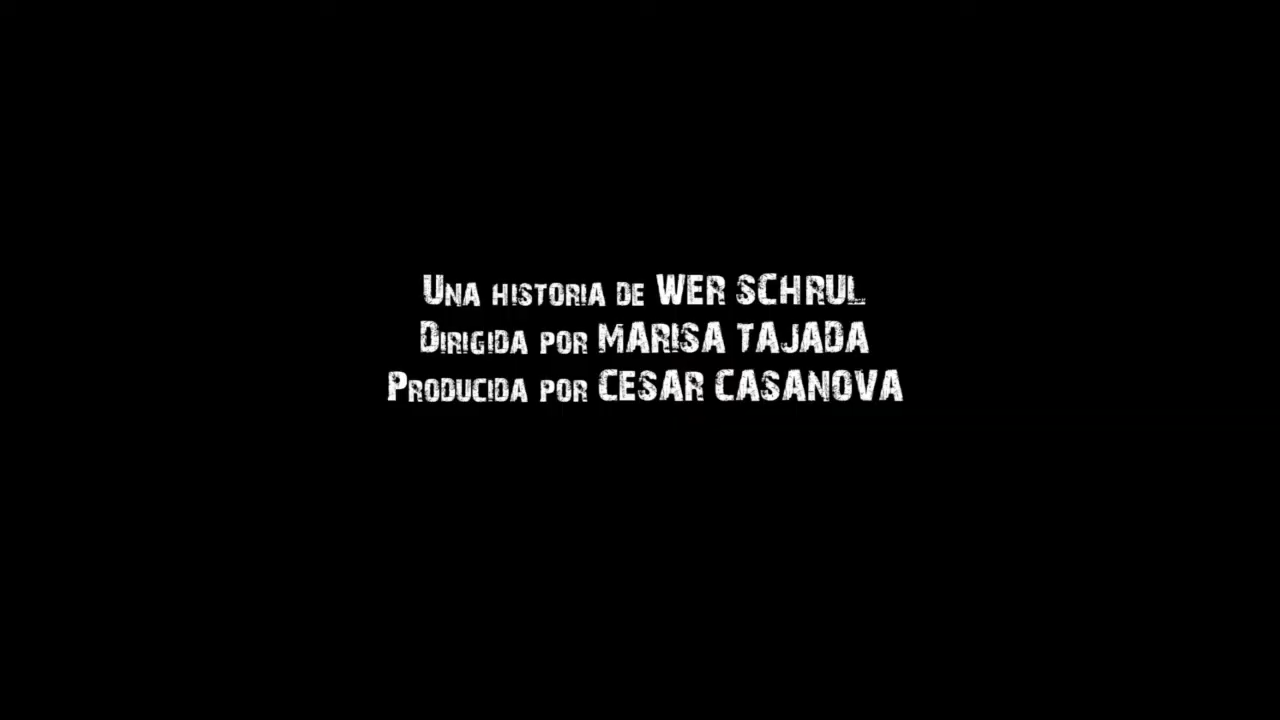 Una historia de WER SCHRUL
Dirigida por MARISA TAJADA
Producida por CESAR CASANOVA